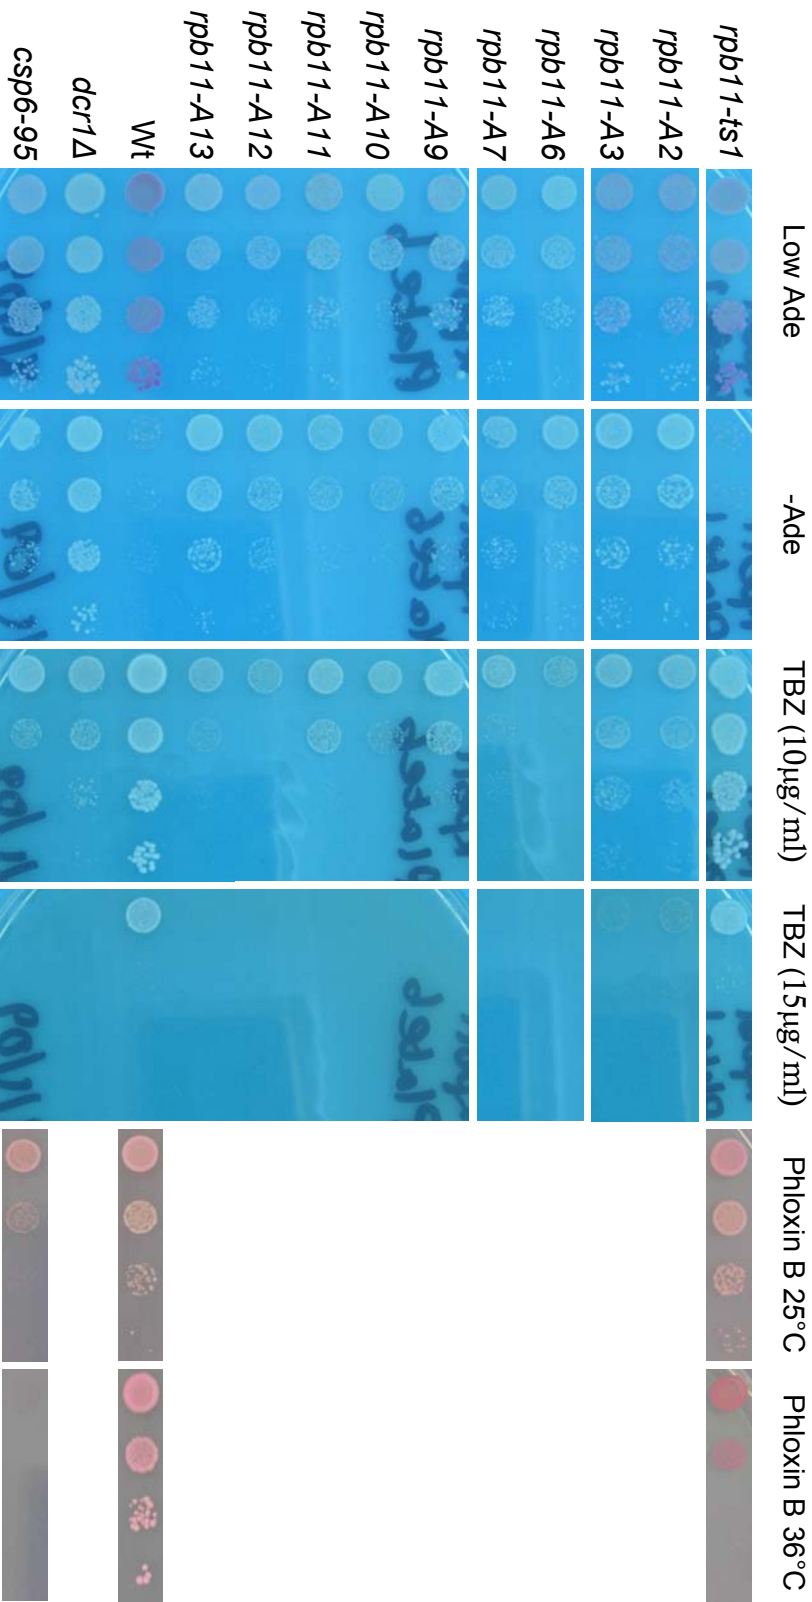 Low Ade
-Ade
TBZ (10µg/ml)
TBZ (15µg/ml)
Phloxin B 25°C
Phloxin B 36°C
rpb11-ts1
rpb11-A2
rpb11-A3
rpb11-A6
rpb11-A7
rpb11-A9
rpb11-A10
rpb11-A11
rpb11-A12
rpb11-A13
Wt
dcr1Δ
csp6-95